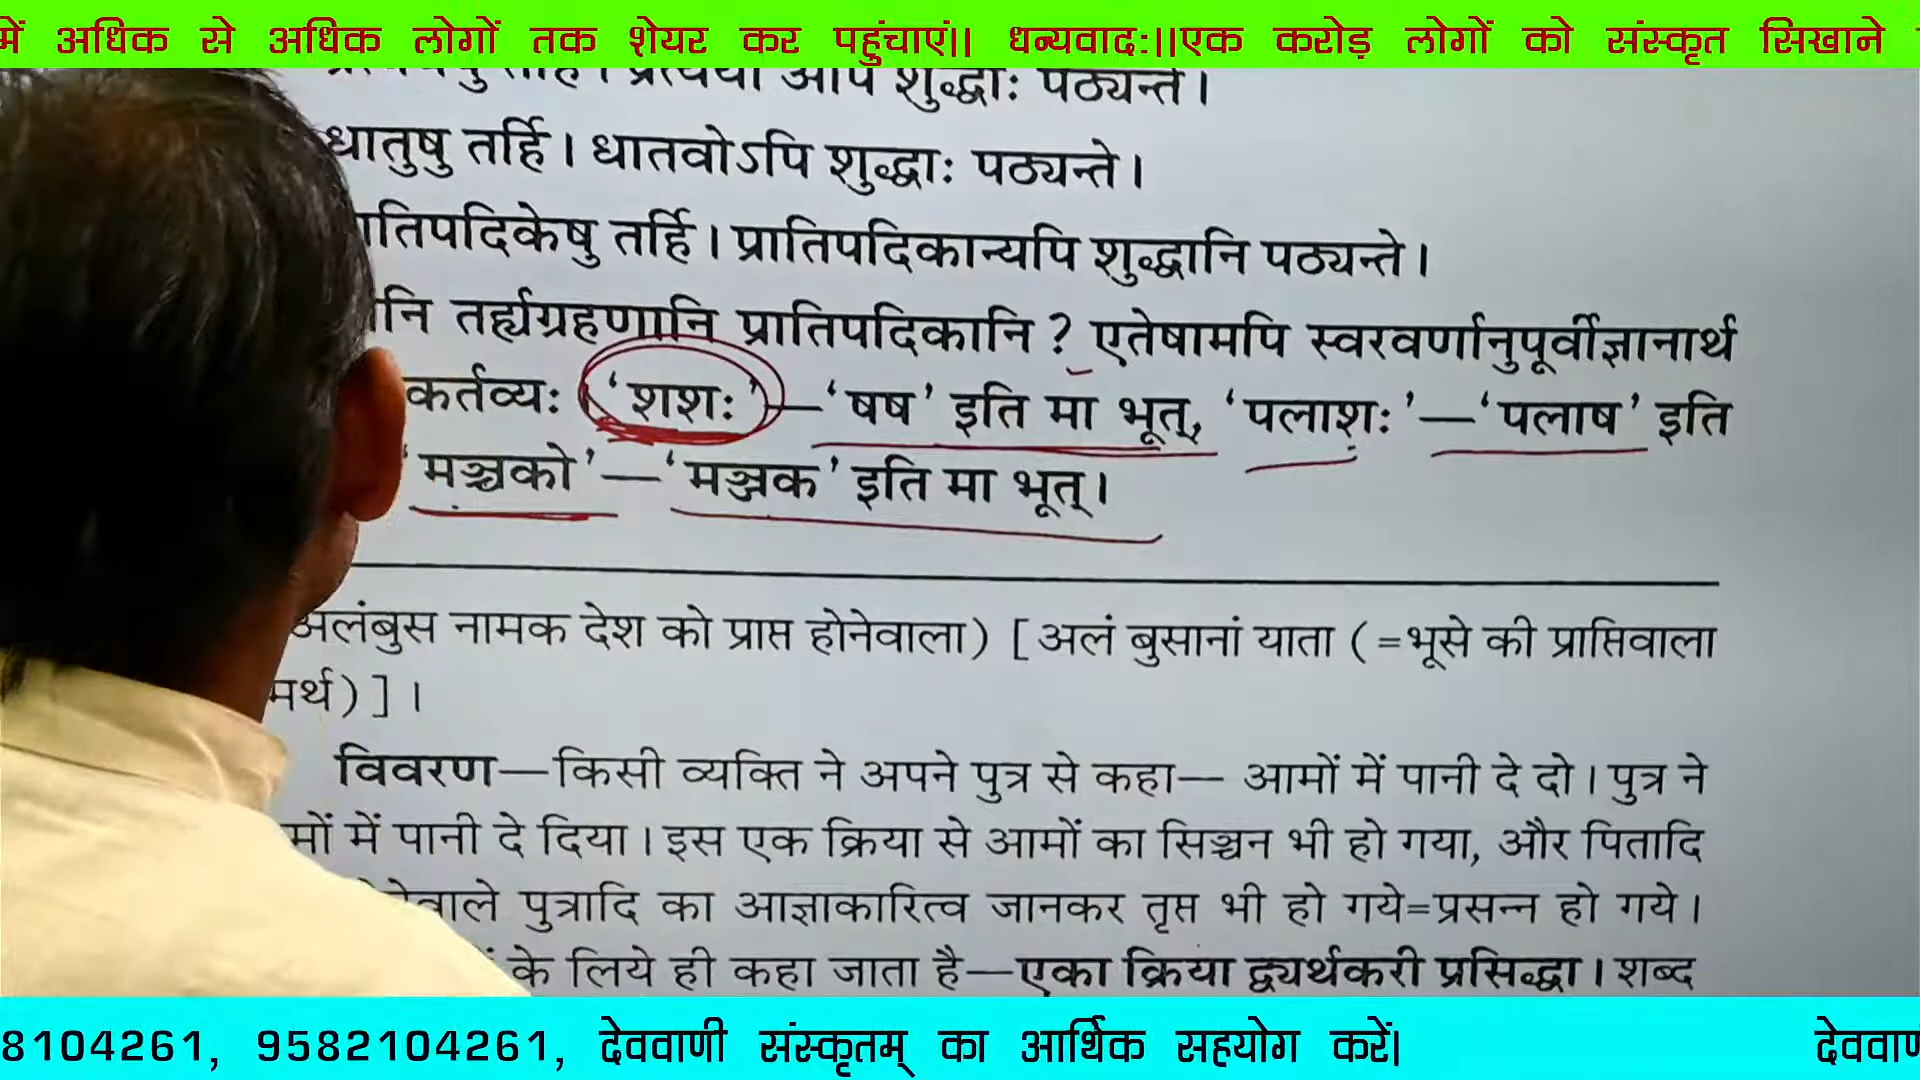 में अधिक से अधिक लोगों तक शेयर कर पहुंचाएं|| धन्यवादः||एक करोड़ लोगों को संस्कृत सिखाने
शुद्धाः पठ्यन्ते।
धातुषु तर्हि। धातवोऽपि शुद्धाः पठ्यन्ते।
ातिपदिकेषु तर्हि। प्रातिपदिकान्यपि शुद्धानि पठ्यन्ते।
नि तर्ह्यग्रहणानि प्रातिपदिकानि ? एतेषामपि स्वरवर्णानुपूर्वीज्ञानार्थ
कर्तव्यः 'शशः'—'षष' इति मा भूत्, 'पलाशः'—'पलाष' इति
'मञ्चको'—'मञ्जक' इति मा भूत्।
अलंबुस नामक देश को प्राप्त होनेवाला) [अलं बुसानां याता (=भूसे की प्राप्तिवाला
मर्थ)]।
विवरण—किसी व्यक्ति ने अपने पुत्र से कहा— आमों में पानी दे दो। पुत्र ने
मों में पानी दे दिया। इस एक क्रिया से आमों का सिञ्चन भी हो गया, और पितादि
वाले पुत्रादि का आज्ञाकारित्व जानकर तृप्त भी हो गये=प्रसन्न हो गये।
के लिये ही कहा जाता है—एका क्रिया द्व्यर्थकरी प्रसिद्धा। शब्द
8104261, 9582104261, देववाणी संस्कृतम् का आर्थिक सहयोग करें| देववाण